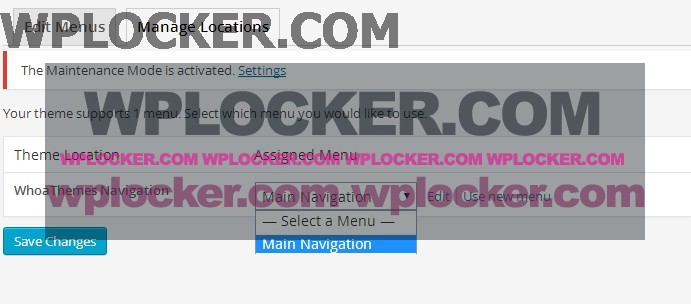 Edit Menus Manage Locations
WPLOCKER.COM
The Maintenance Mode is activated. Settings
WPLOCKER.COM
Your theme supports 1 menu. Select which menu you would like to use.
Theme Location Assigned Menu
WPLOCKER.COM WPLOCKER.COM WPLOCKER.COM WPLOCKER.COM
WhoaThemes Navigation Main Navigation Edit Use new menu
wplocker.com wplocker.com wplocker.com
— Select a Menu —
Save Changes Main Navigation